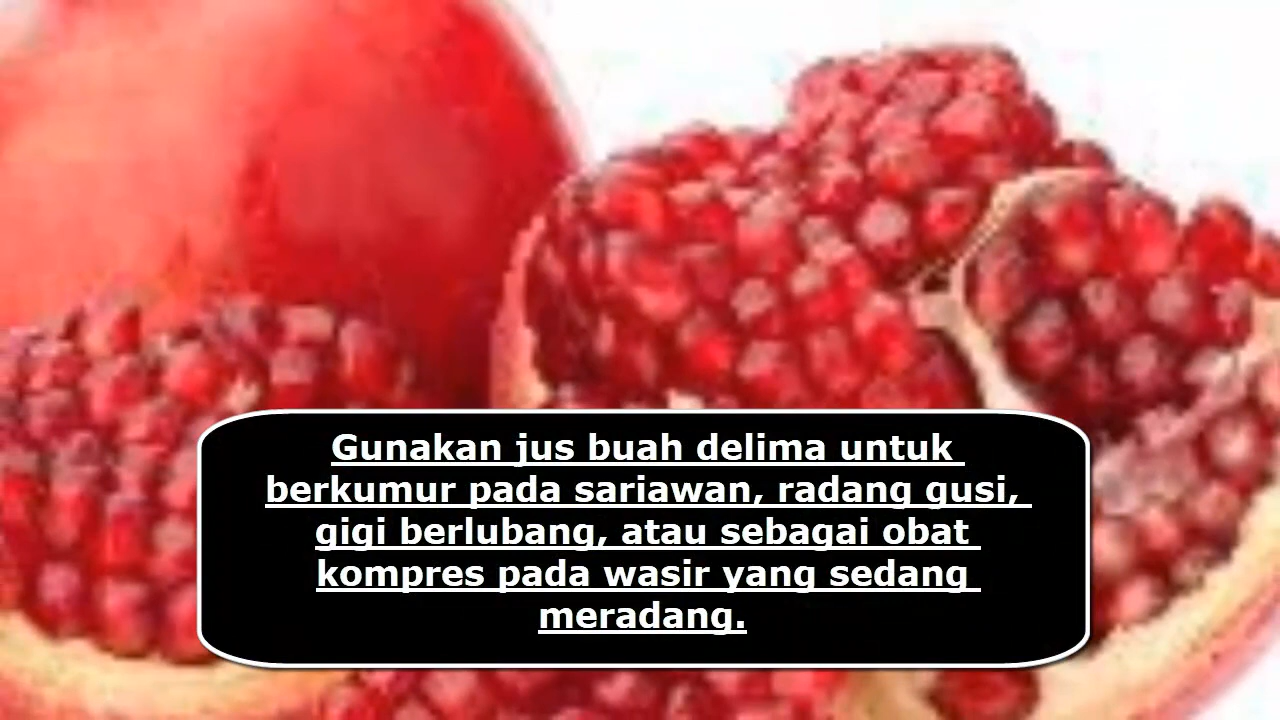 Gunakan jus buah delima untuk
berkumur pada sariawan, radang gusi,
gigi berlubang, atau sebagai obat
kompres pada wasir yang sedang
meradang.